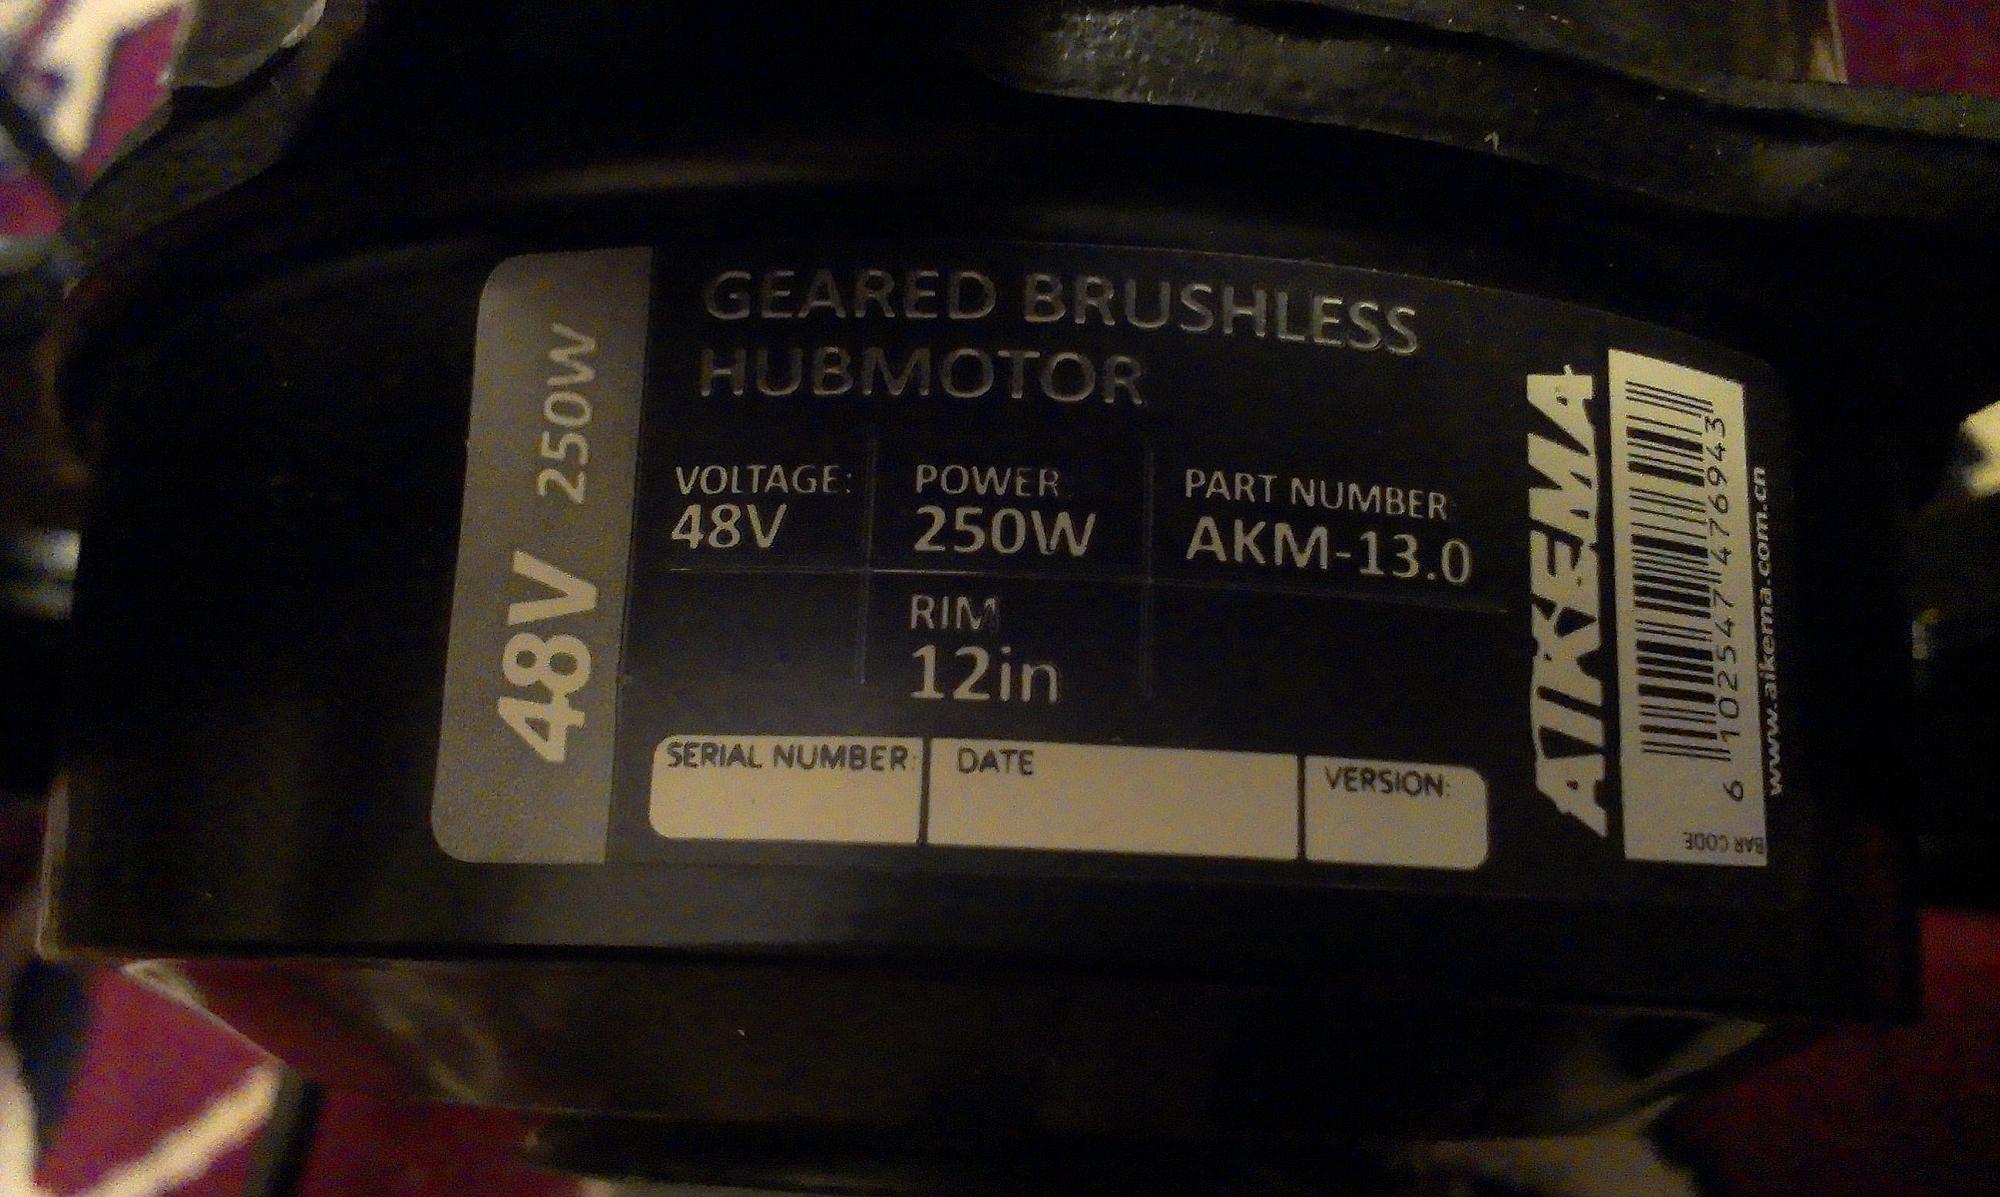 48V 250W
GEARED BRUSHLESS
HUBMOTOR
VOLTAGE:
48V
POWER
250W
PART NUMBER
AKM-13.0
RIM
12in
SERIAL NUMBER:
DATE
VERSION:
AIKEMA
6 102547 476943
BAR CODE
www.aikema.com.cn